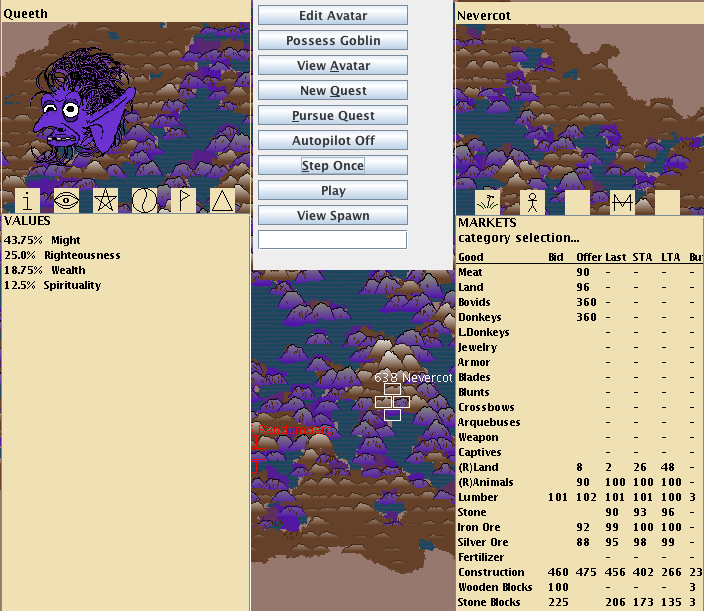 Queeth
VALUES
43.75% Might
25.0% Righteousness
18.75% Wealth
12.5% Spirituality
Edit Avatar
Possess Goblin
View Avatar
New Quest
Pursue Quest
Autopilot Off
Step Once
Play
View Spawn
638 Nevercot
Nevercot
MARKETS
category selection...
Good Bid Offer Last STA LTA Bu
Meat 90 - - - -
Land 96 - - - -
Bovids 360 - - - -
Donkeys 360 - - - -
L.Donkeys - - - -
Jewelry - - - -
Armor - - - -
Blades - - - -
Blunts - - - -
Crossbows - - - -
Arquebuses - - - -
Weapon - - - -
Captives - - - -
(R)Land 8 2 26 48 -
(R)Animals 90 100 100 100 -
Lumber 101 102 101 101 100 3
Stone 90 93 96 -
Iron Ore 92 99 100 100 -
Silver Ore 88 95 98 99 -
Fertilizer - - - -
Construction 460 475 456 402 266 23
Wooden Blocks 100 - - - 3
Stone Blocks 225 206 173 135 3